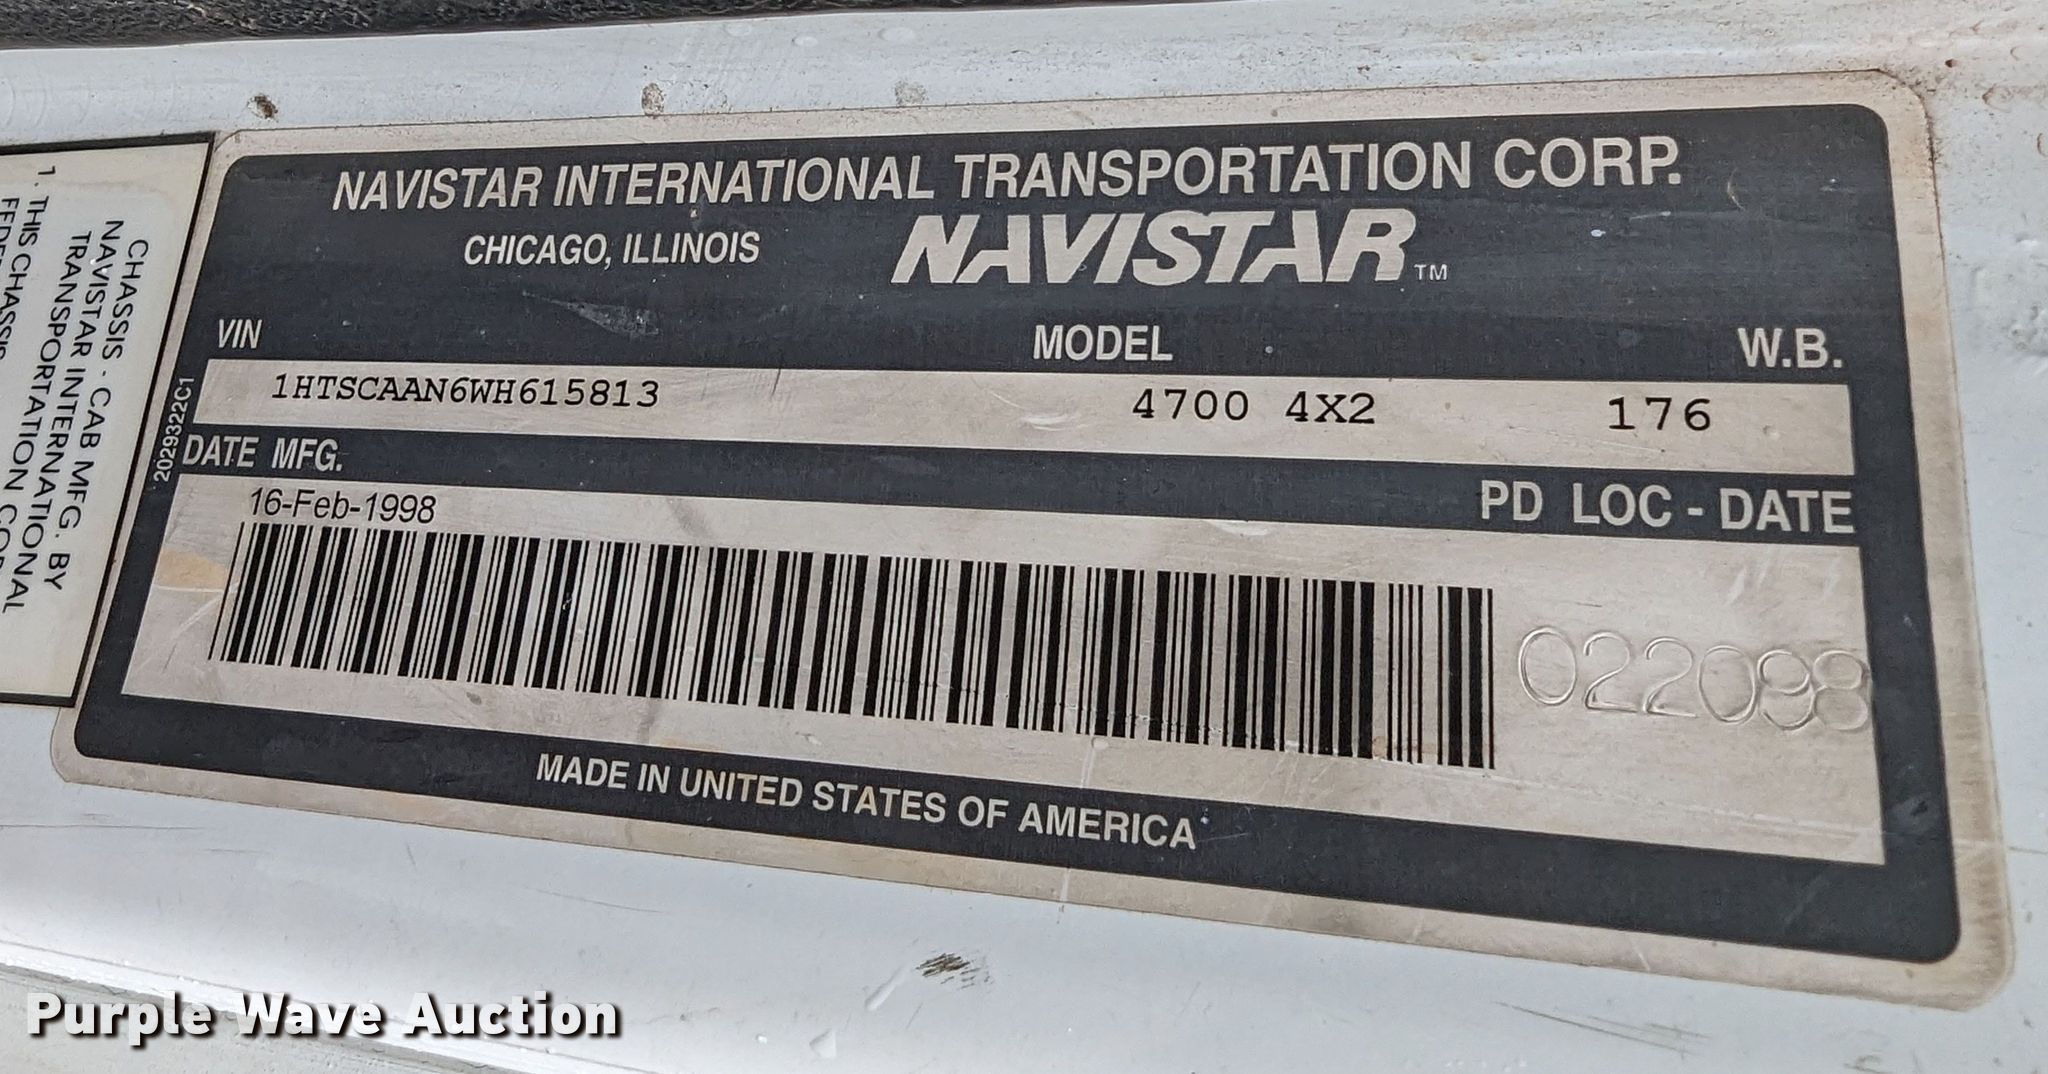 NAVISTAR INTERNATIONAL TRANSPORTATION CORP.
CHICAGO, ILLINOIS
NAVISTAR™
VIN
MODEL
W.B.
1HTSCAAN6WH615813
4700 4X2
176
2029322C1
DATE MFG.
PD LOC - DATE
16-Feb-1998
022098
MADE IN UNITED STATES OF AMERICA
CHASSIS - CAB MFG. BY
NAVISTAR INTERNATIONAL
TRANSPORTATION CORP.
1. THIS CHASSIS
Purple Wave Auction